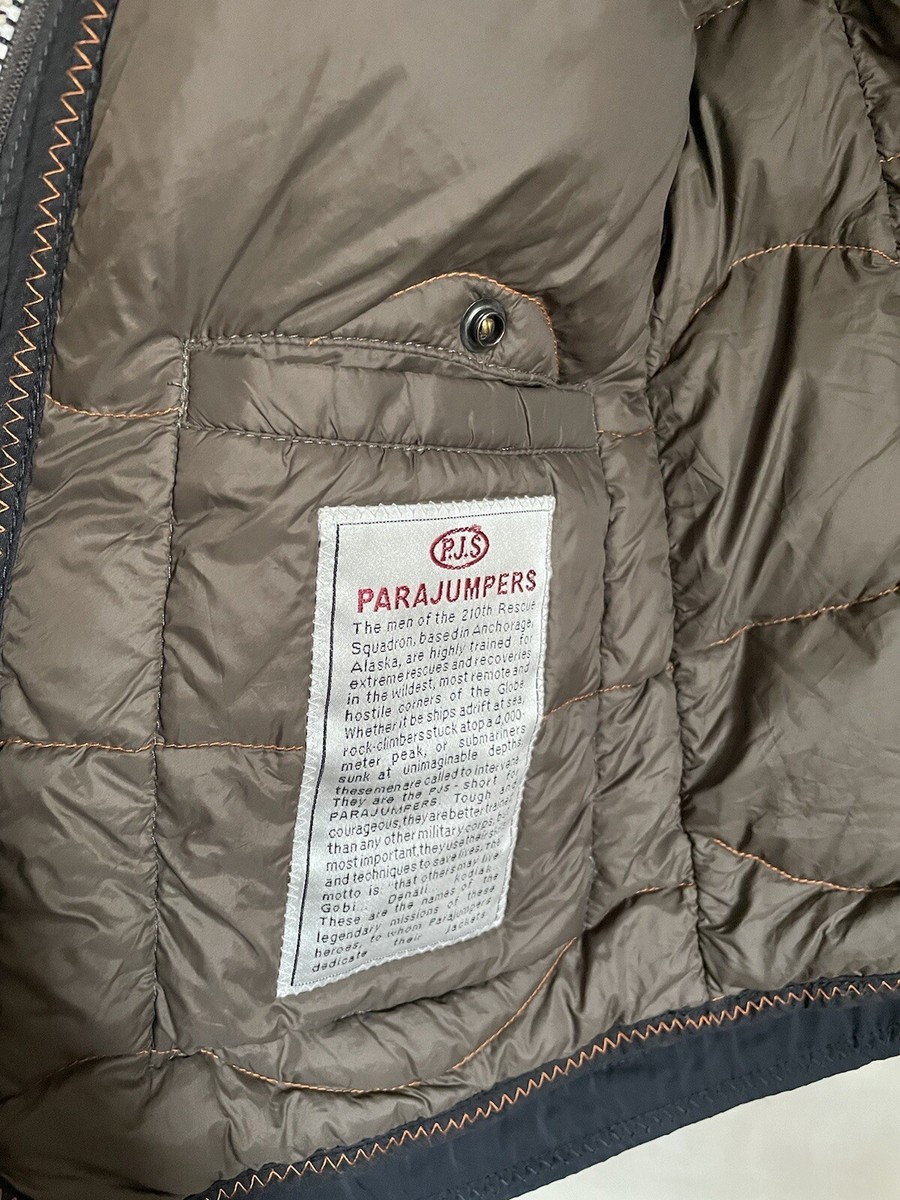 P.J.S
PARAJUMPERS
The men of the 210th Rescue
Squadron, based in Anchorage,
Alaska, are highly trained for
extreme rescues and recoveries
in the wildest, most remote and
hostile corners of the Globe.
Whether it be ships adrift at sea,
rock-climbers stuck atop a 4,000-
meter peak, or submariners
sunk at unimaginable depths,
these men are called to intervene.
They are the PJS - short for
PARAJUMPERS. Tough and
courageous, they are better trained
than any other military corps, but
most important, they use their
and techniques to save lives. The
motto is: "that others may live
Gobi... Denali... Kodiak
These are the names of the
legendary missions of these
heroes, to whom Parajumpers
dedicate their jackets.